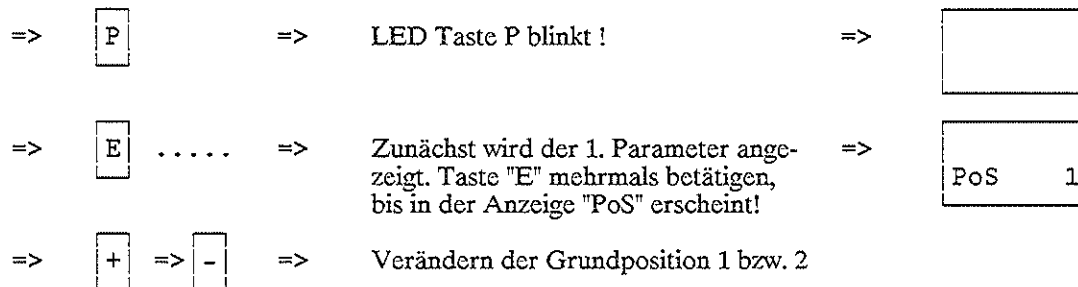 => P => LED Taste P blinkt ! =>
=> E ..... => Zunächst wird der 1. Parameter ange- =>
zeigt. Taste "E" mehrmals betätigen, PoS 1
bis in der Anzeige "PoS" erscheint!
=> + => - => Verändern der Grundposition 1 bzw. 2